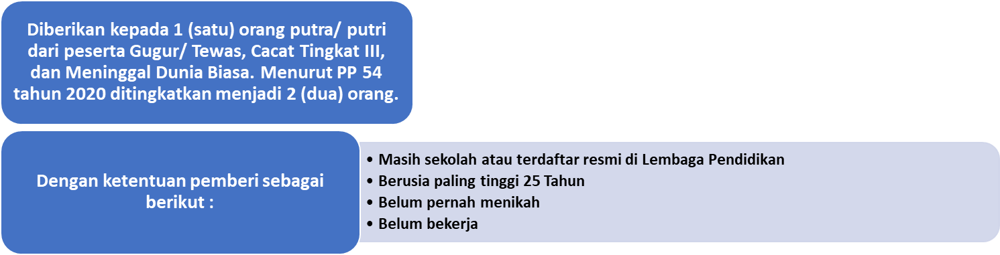 Diberikan kepada 1 (satu) orang putra/ putri
dari peserta Gugur/ Tewas, Cacat Tingkat III,
dan Meninggal Dunia Biasa. Menurut PP 54
tahun 2020 ditingkatkan menjadi 2 (dua) orang.
Dengan ketentuan pemberi sebagai
berikut :
• Masih sekolah atau terdaftar resmi di Lembaga Pendidikan
• Berusia paling tinggi 25 Tahun
• Belum pernah menikah
• Belum bekerja